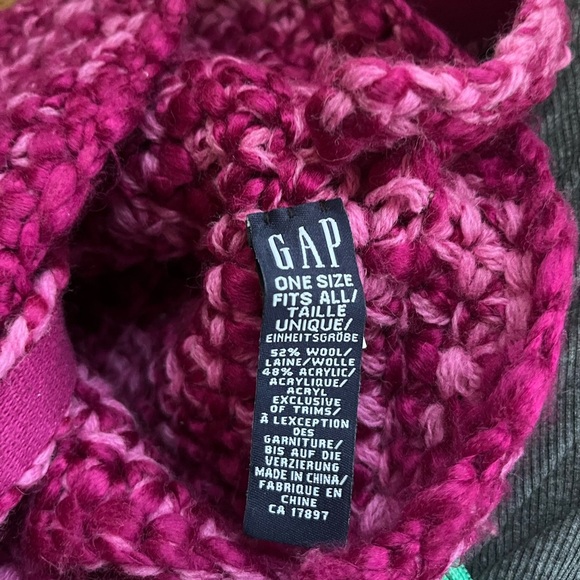 GAP
ONE SIZE
FITS ALL/
TAILLE
UNIQUE/
EINHEITSGRÖBE
52% WOOL/
LAINE/WOLLE
48% ACRYLIC/
ACRYLIQUE/
ACRYL
EXCLUSIVE
OF TRIMS/
À LEXCEPTION
DES
GARNITURE/
BIS AUF DIE
VERZIERUNG
MADE IN CHINA/
FABRIQUE EN
CHINE
CA 17897